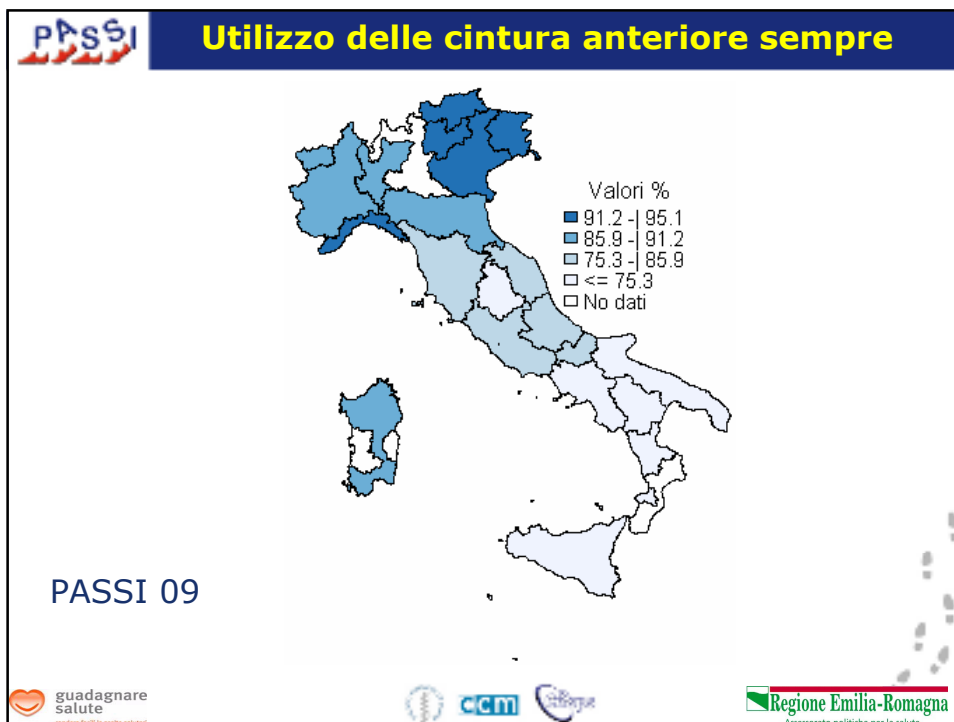 PASSI
Utilizzo delle cintura anteriore sempre
Valori %
91.2 -| 95.1
85.9 -| 91.2
75.3 -| 85.9
<= 75.3
No dati
PASSI 09
guadagnare
salute
ccm
Regione Emilia-Romagna